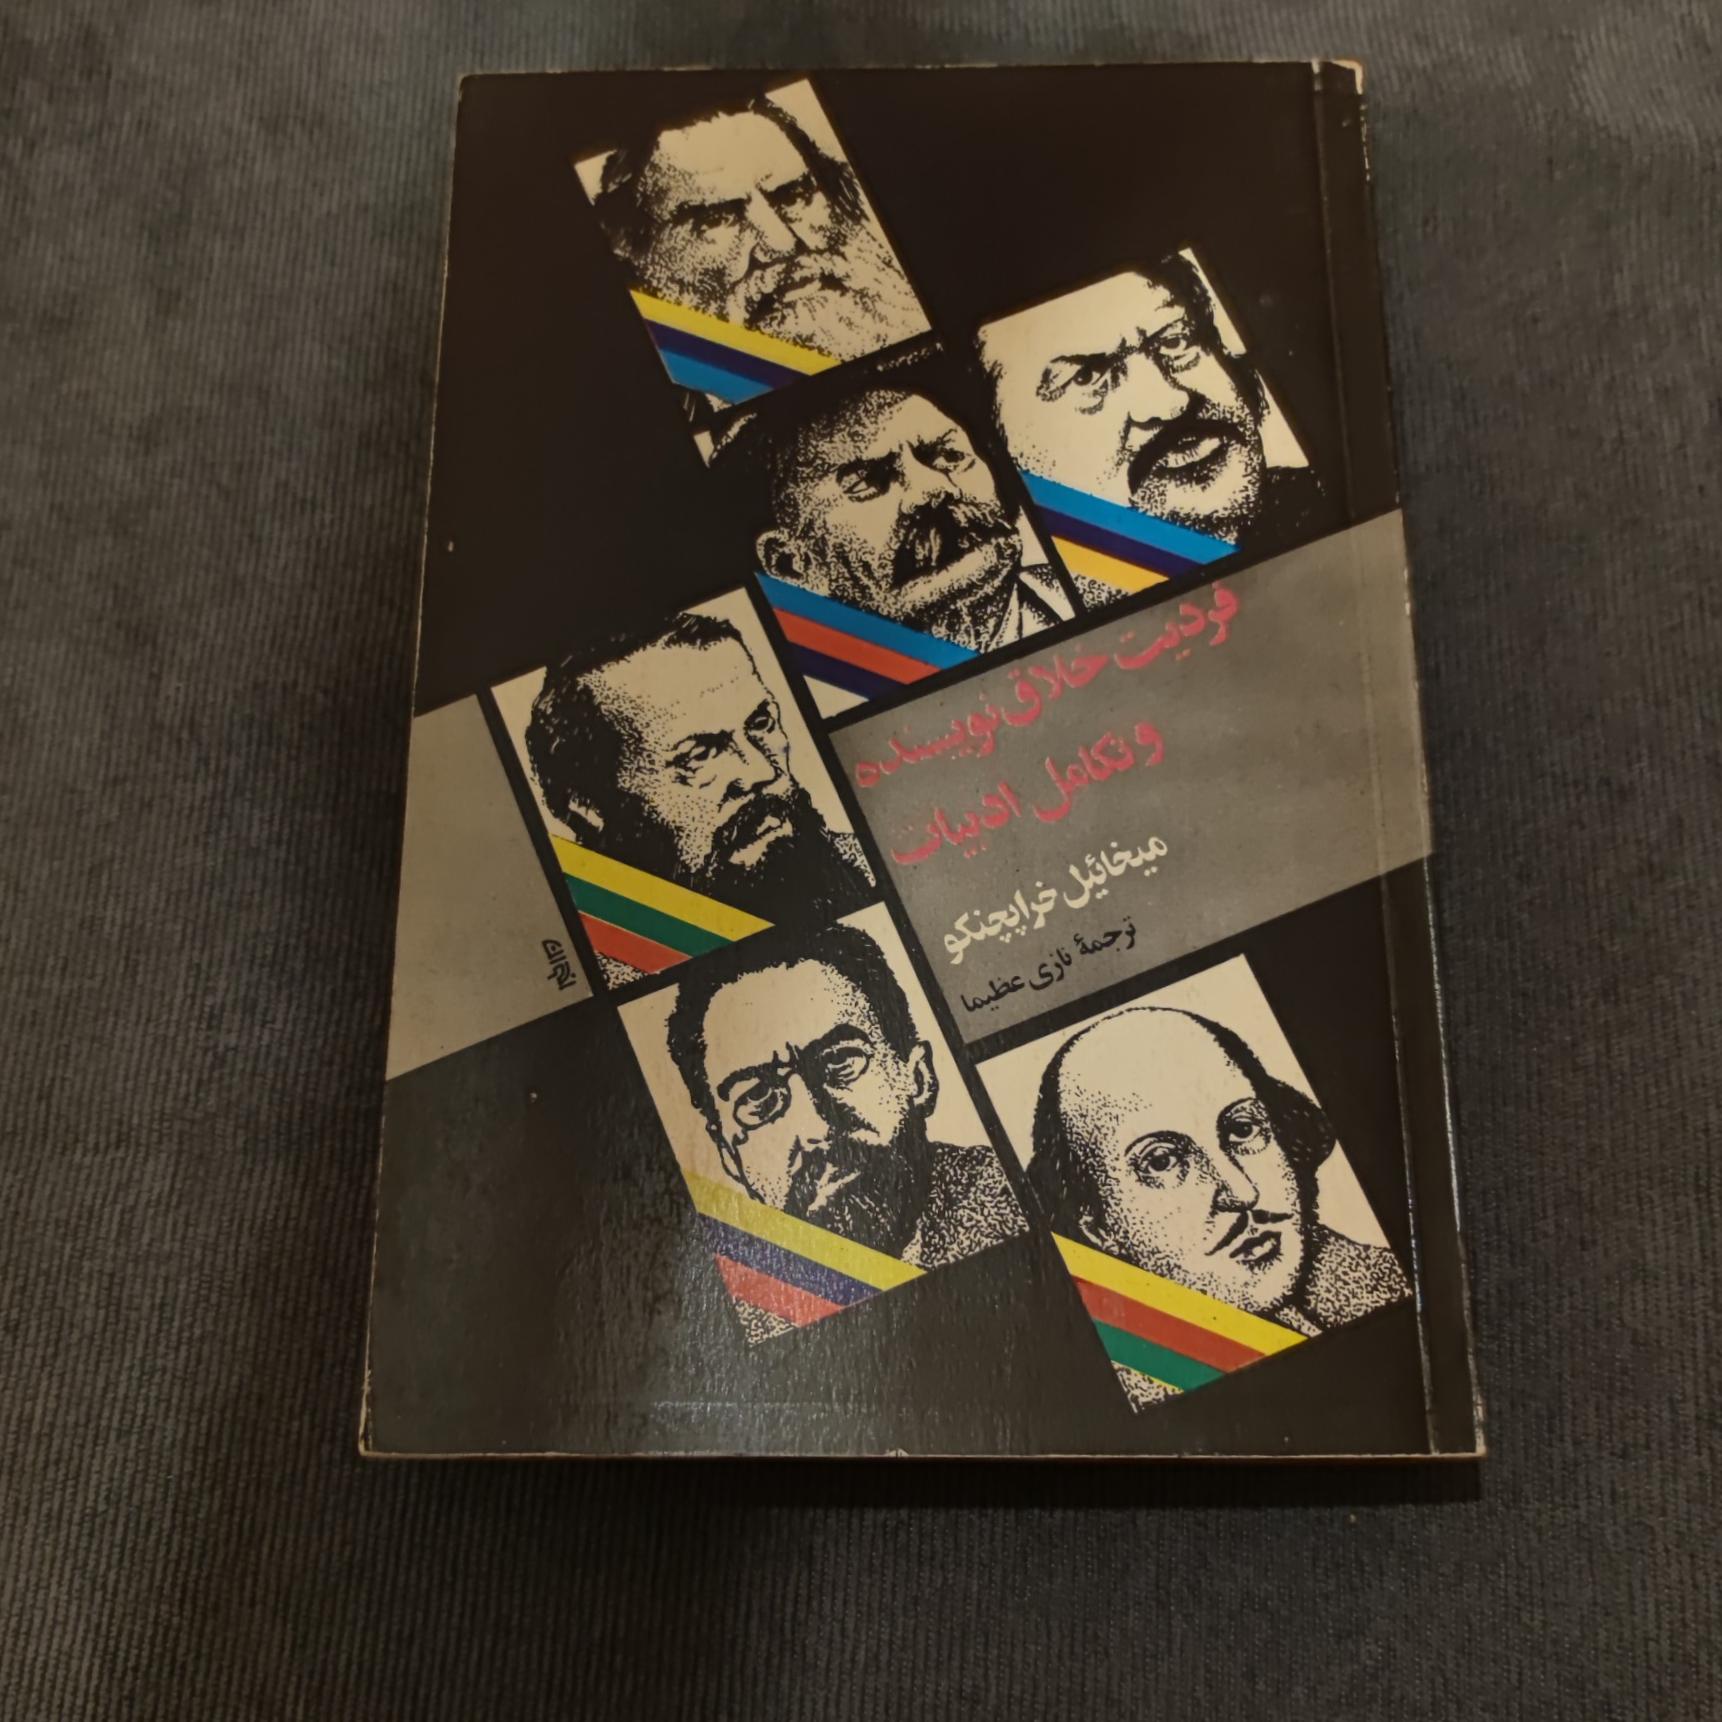 فردیت خلاق نویسنده
و تکامل ادبیات
میخائیل خراپچنکو
ترجمهٔ نازی عظیما